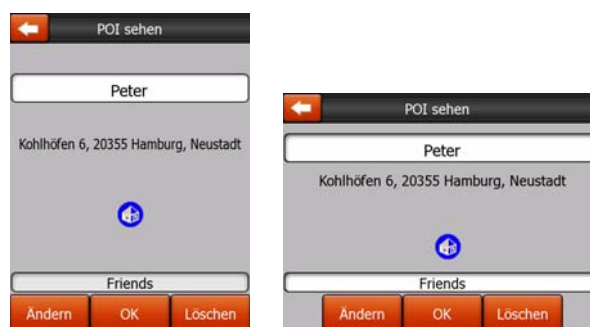 POI sehen
Peter
Kohlhöfen 6, 20355 Hamburg, Neustadt
Friends
Ändern OK Löschen
POI sehen
Peter
Kohlhöfen 6, 20355 Hamburg, Neustadt
Friends
Ändern OK Löschen